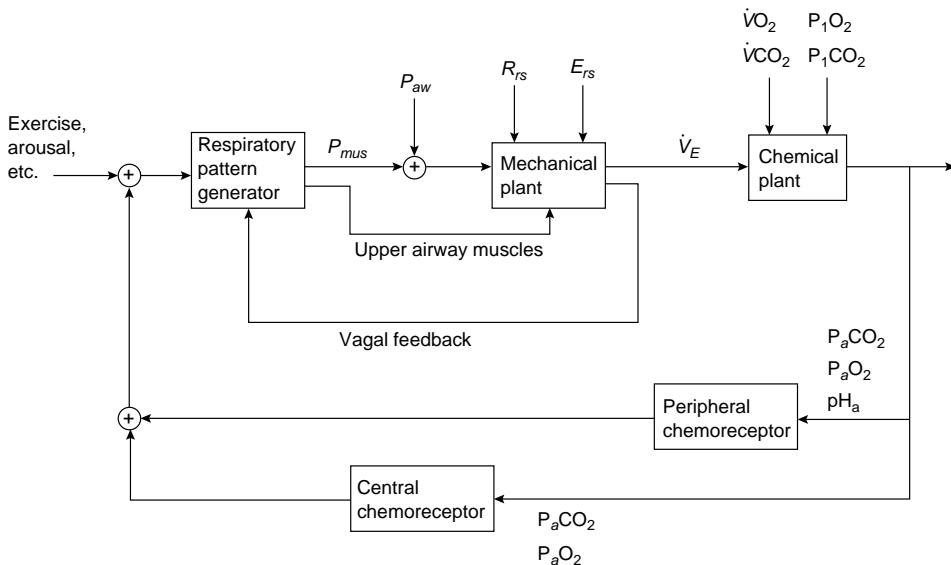 V̇O₂ P₁O₂
V̇CO₂ P₁CO₂
Rrs Ers
Paw
Exercise,
arousal,
etc.
+
Respiratory
pattern
generator
Pmus
+
Mechanical
plant
V̇E
Chemical
plant
Upper airway muscles
Vagal feedback
PaCO₂
PaO₂
pHa
+
Peripheral
chemoreceptor
Central
chemoreceptor
PaCO₂
PaO₂